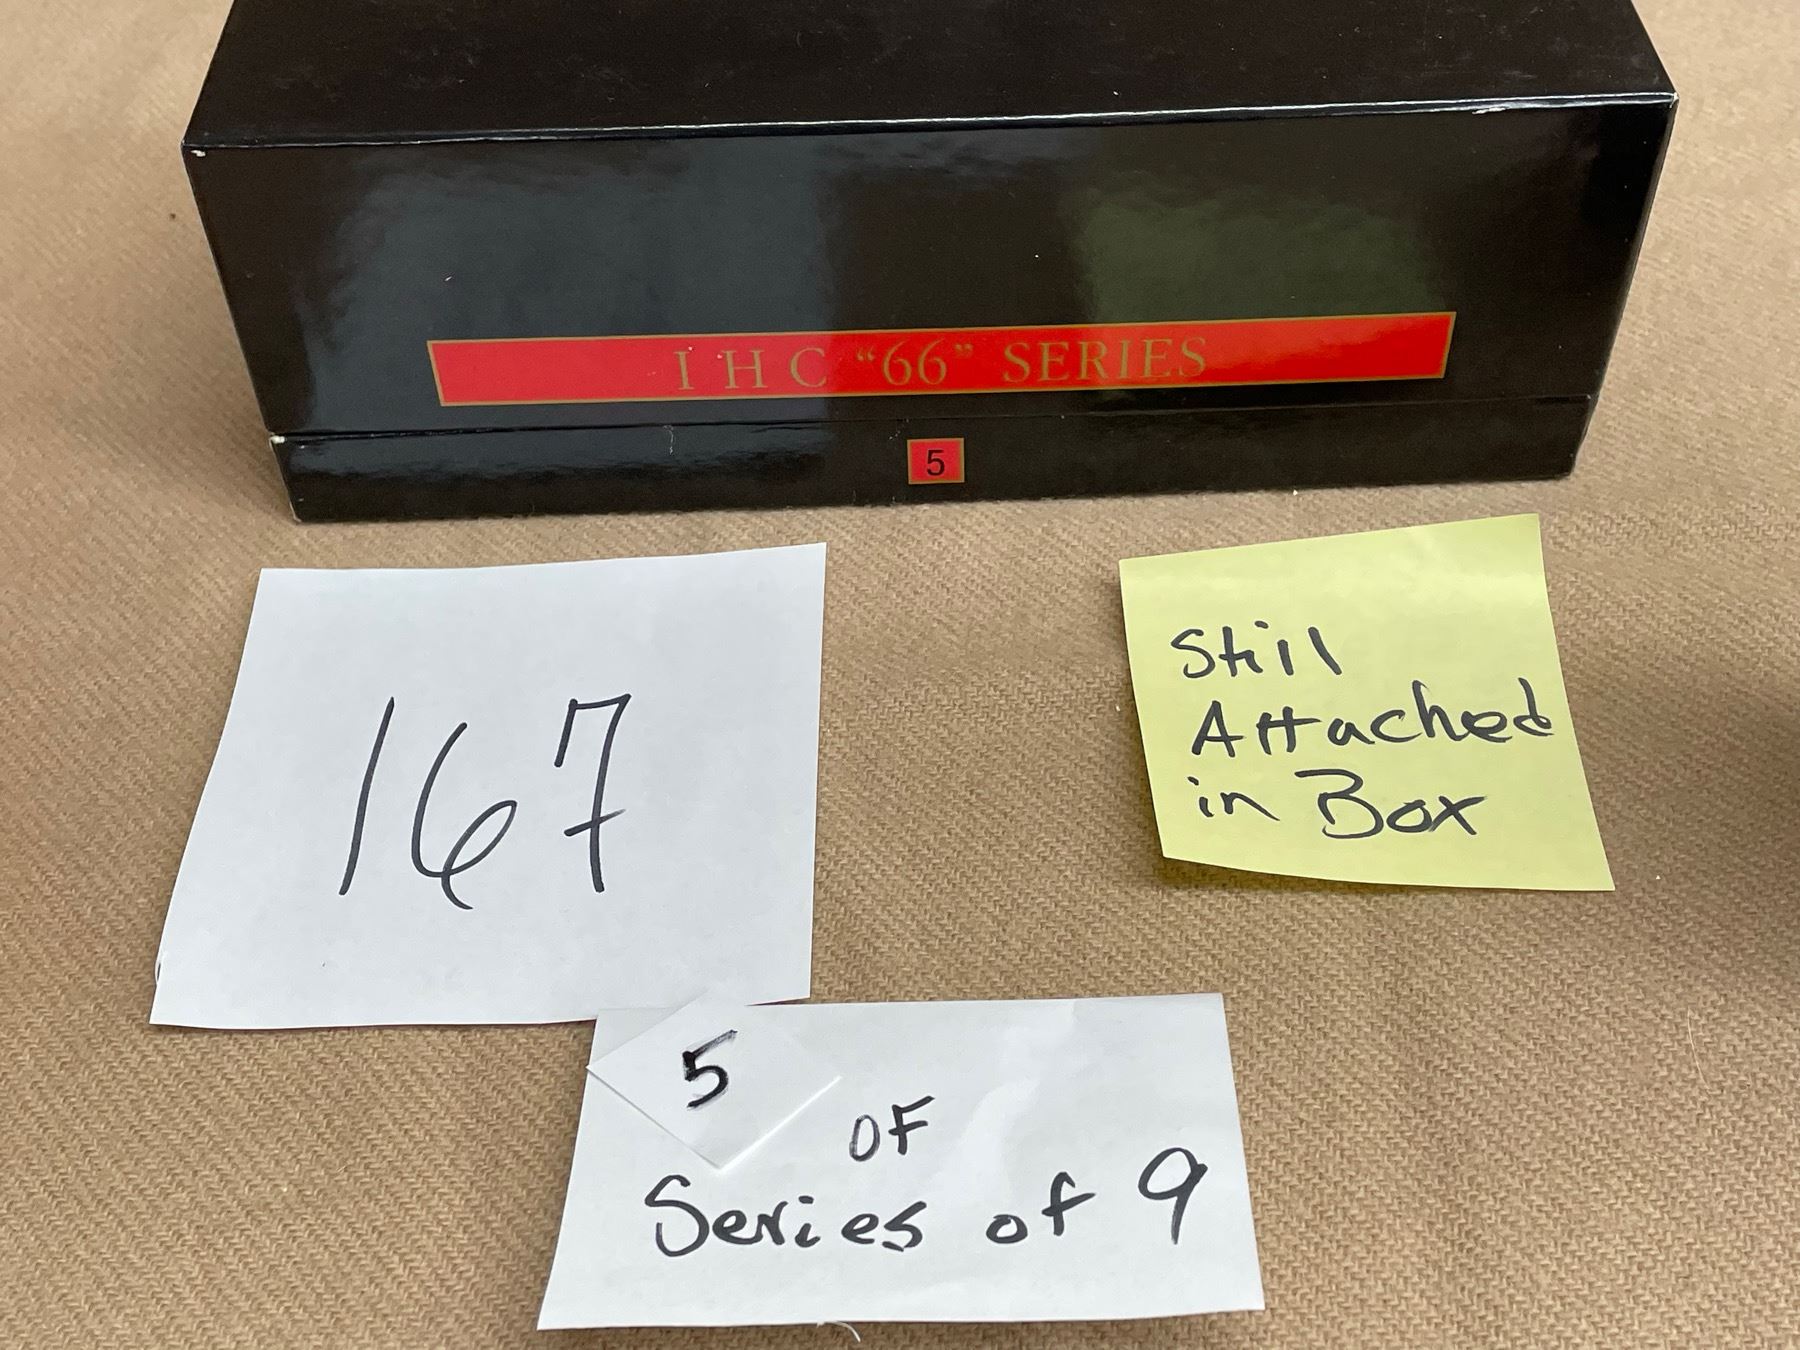 I H C “66” SERIES
5
167
Still
Attached
in Box
5
OF
Series of 9